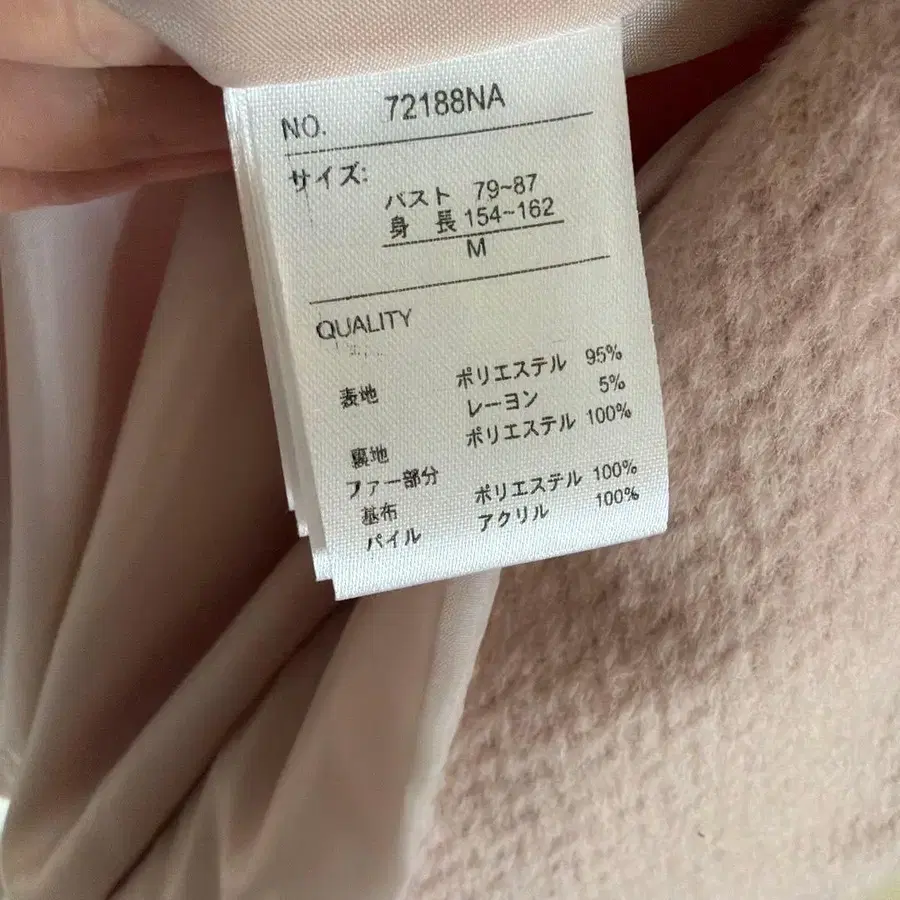 NO. 72188NA
サイズ:
バスト 79~87
身 長 154~162
M
QUALITY
表地 ポリエステル 95%
レーヨン 5%
裏地 ポリエステル 100%
ファー部分
基布 ポリエステル 100%
パイル アクリル 100%